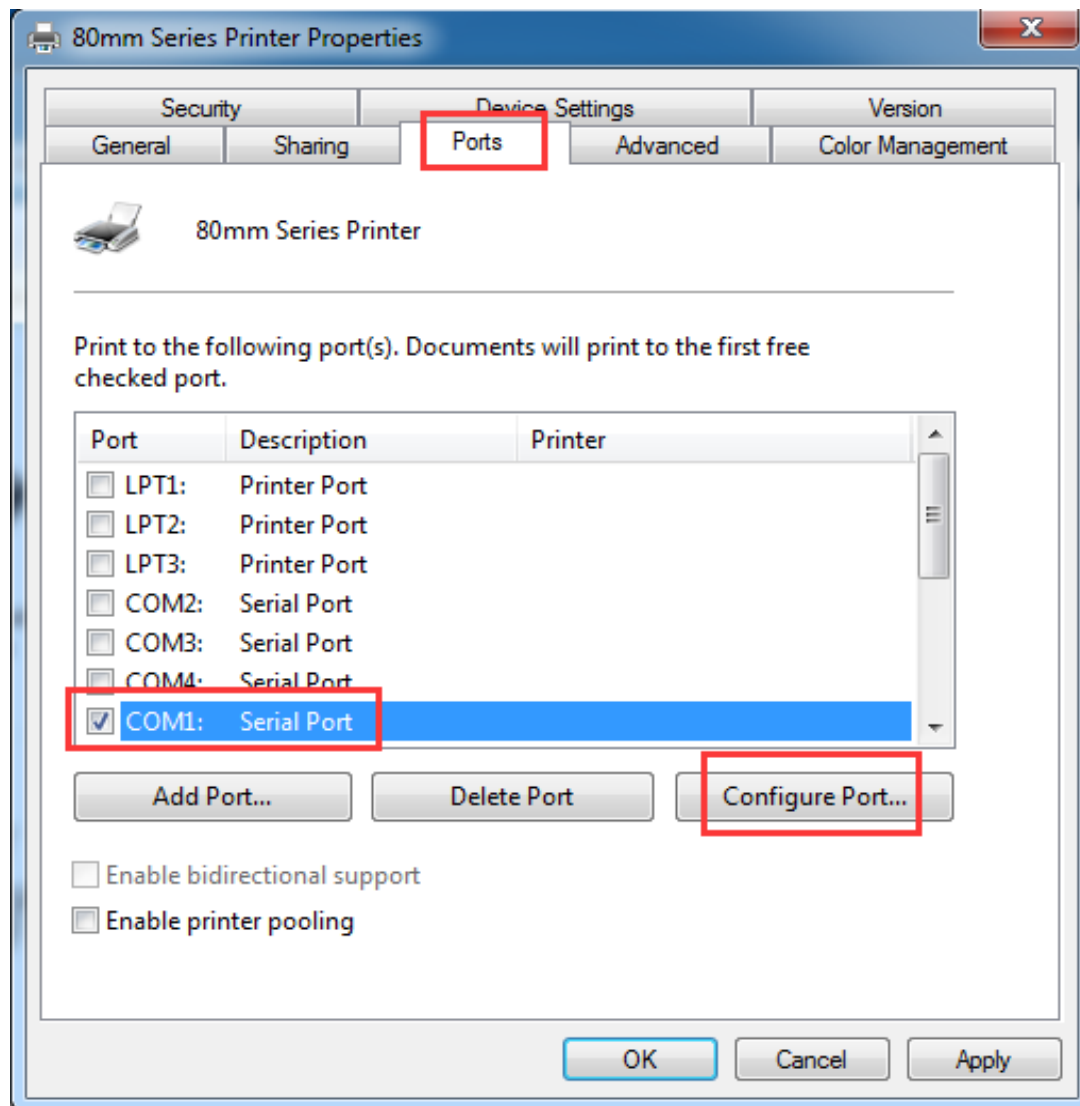 80mm Series Printer Properties
Security Device Settings Version
General Sharing Ports Advanced Color Management
80mm Series Printer
Print to the following port(s). Documents will print to the first free
checked port.
Port Description Printer
LPT1: Printer Port
LPT2: Printer Port
LPT3: Printer Port
COM2: Serial Port
COM3: Serial Port
COM4: Serial Port
COM1: Serial Port
Add Port... Delete Port Configure Port...
Enable bidirectional support
Enable printer pooling
OK Cancel Apply